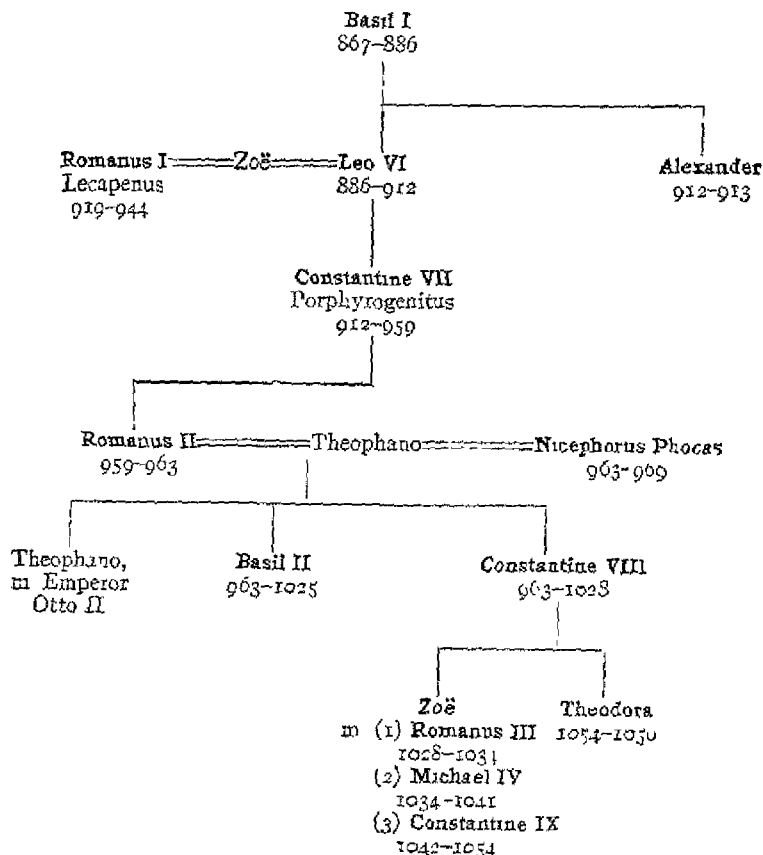 Basil I
867–886
Romanus I
Zoë
Leo VI
Alexander
Lecapenus
886–912
912–913
919–944
Constantine VII
Porphyrogenitus
912–959
Romanus II
Theophano
Nicephorus Phocas
959–963
963–969
Theophano,
m Emperor
Otto II
Basil II
963–1025
Constantine VIII
963–1028
Zoë
Theodora
m (1) Romanus III
1054–1056
1028–1034
(2) Michael IV
1034–1041
(3) Constantine IX
1042–1054